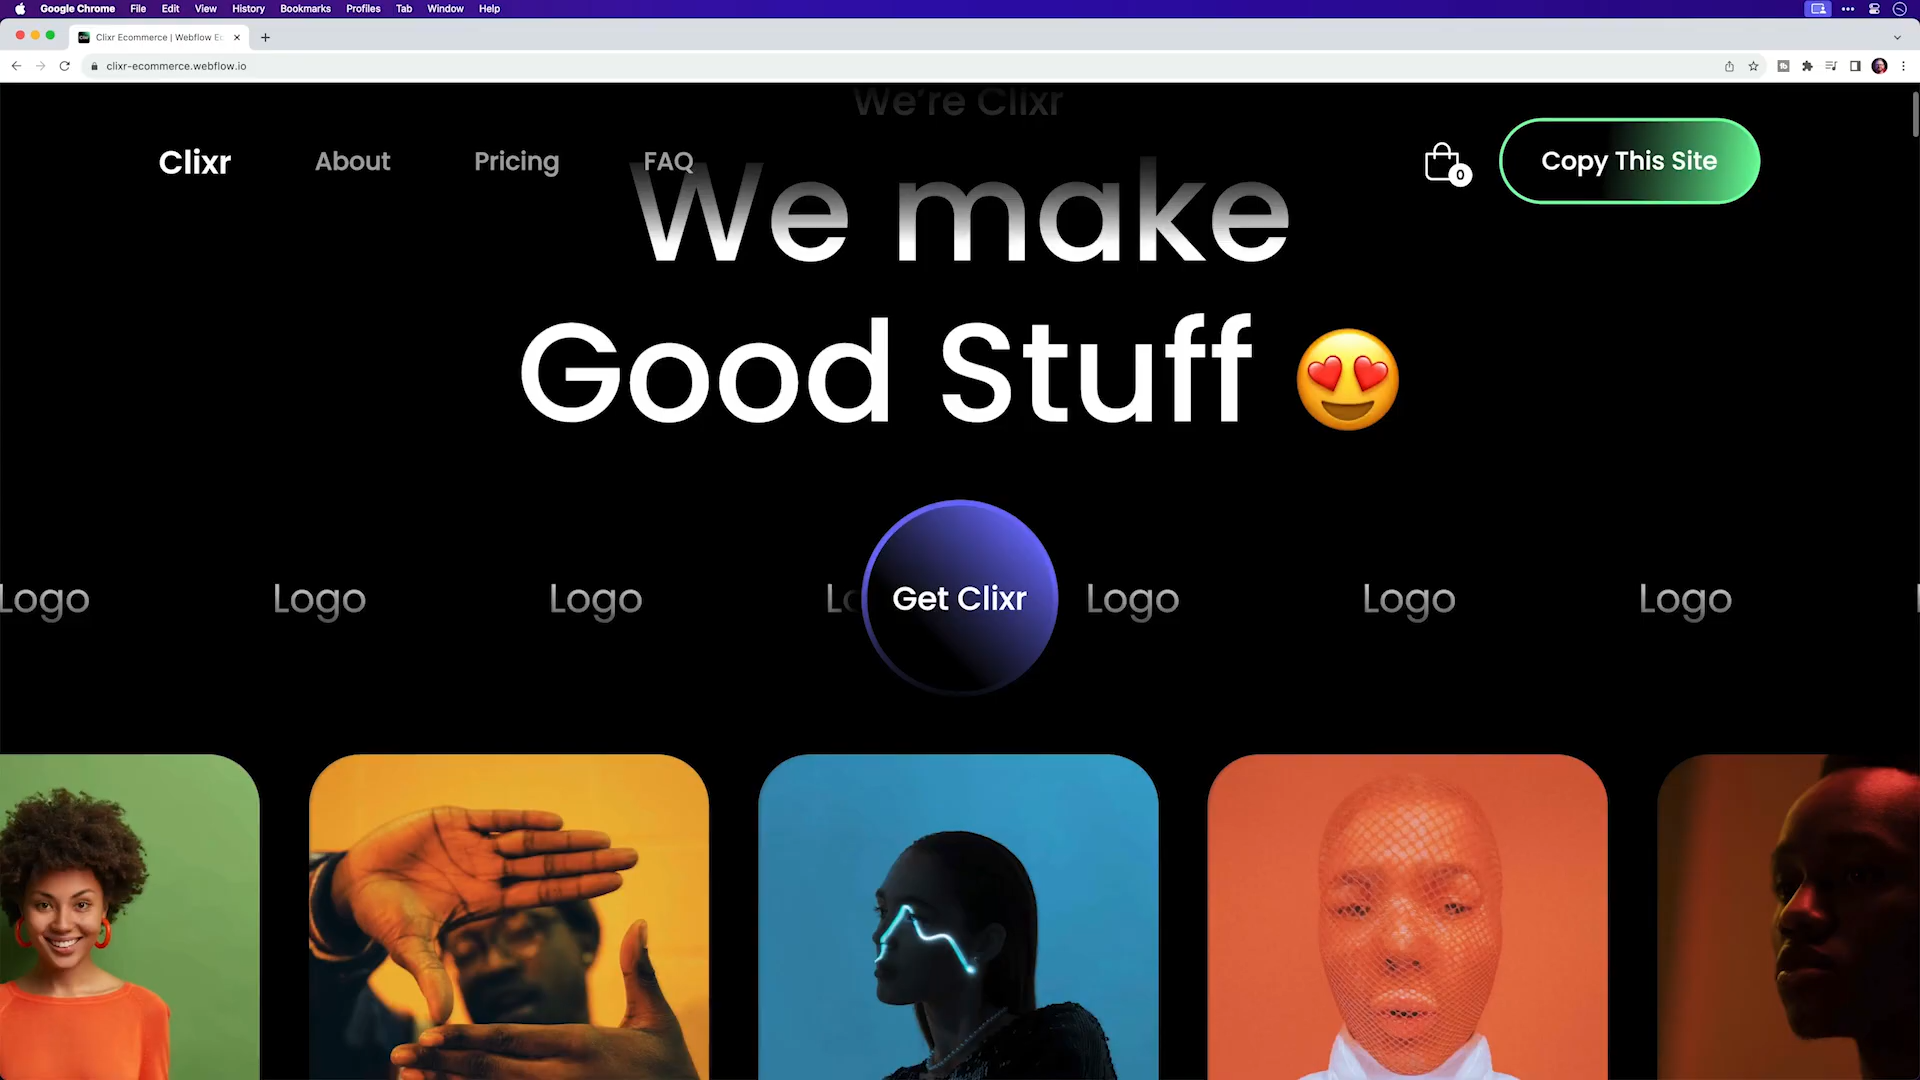 Google Chrome File Edit View History Bookmarks Profiles Tab Window Help
Clixr Ecommerce | Webflow Ec
clixr-ecommerce.webflow.io
We're Clixr
Clixr About Pricing FAQ
0 Copy This Site
We make
Good Stuff 😍
Logo Logo Logo Lo Get Clixr Logo Logo Logo